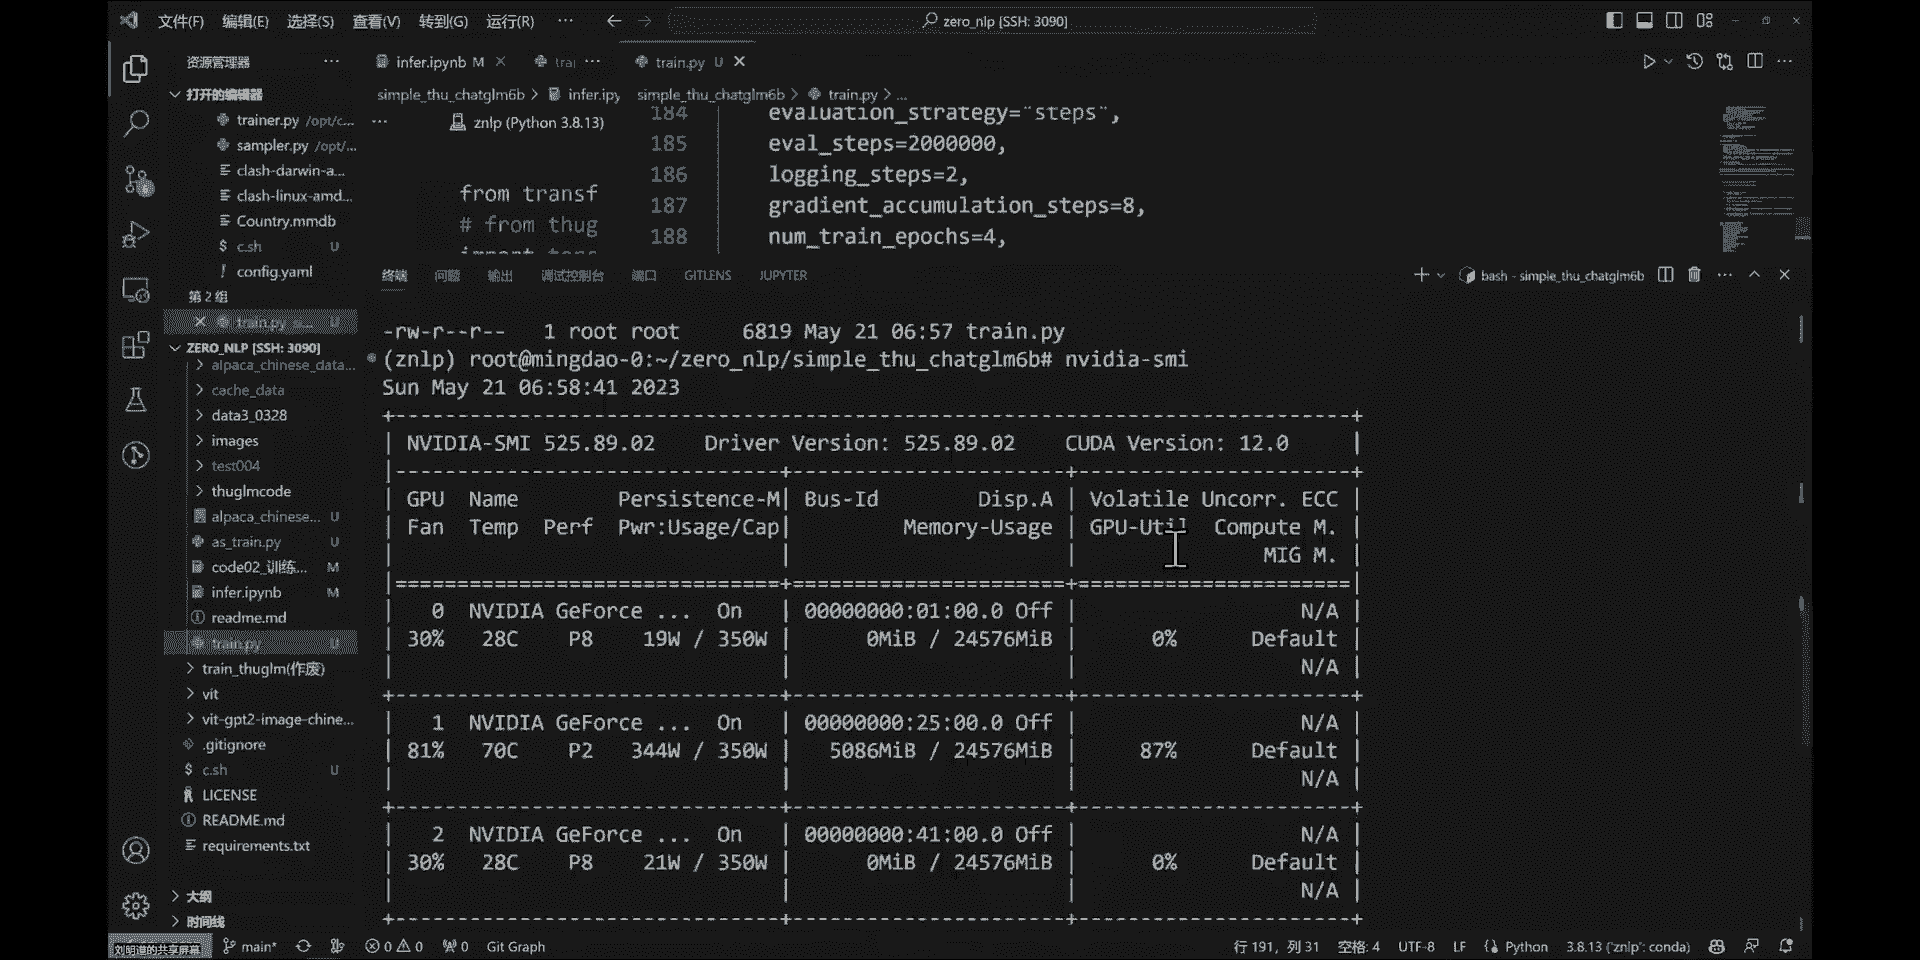 文件(F) 编辑(E) 选择(S) 查看(V) 转到(G) 运行(R) ··· zero_nlp [SSH: 3090]
资源管理器 ···
打开的编辑器
trainer.py /opt/c...
sampler.py /opt/...
clash-darwin-a...
clash-linux-amd...
Country.mmdb
$ c.sh U
! config.yaml
第 2 组
train.py s... U
ZERO_NLP [SSH: 3090]
alpaca_chinese_data...
cache_data
data3_0328
images
test004
thuglmcode
alpaca_chinese... U
as_train.py U
code02_训练... M
infer.ipynb M
readme.md
train.py U
train_thuglm(作废)
vit
vit-gpt2-image-chine...
.gitignore
$ c.sh U
LICENSE
README.md
requirements.txt
大纲
时间线
infer.ipynb M trai ··· train.py U
simple_thu_chatglm6b > infer.ipy simple_thu_chatglm6b > train.py > ...
··· znlp (Python 3.8.13)
from transf
# from thug
184 evaluation_strategy="steps",
185 eval_steps=2000000,
186 logging_steps=2,
187 gradient_accumulation_steps=8,
188 num_train_epochs=4,
终端 问题 输出 调试控制台 端口 GITLENS JUPYTER bash - simple_thu_chatglm6b
-rw-r--r-- 1 root root 6819 May 21 06:57 train.py
(znlp) root@mingdao-0:~/zero_nlp/simple_thu_chatglm6b# nvidia-smi
Sun May 21 06:58:41 2023
+-----------------------------------------------------------------------------+
| NVIDIA-SMI 525.89.02 Driver Version: 525.89.02 CUDA Version: 12.0 |
|-------------------------------+----------------------+----------------------+
| GPU Name Persistence-M| Bus-Id Disp.A | Volatile Uncorr. ECC |
| Fan Temp Perf Pwr:Usage/Cap| Memory-Usage | GPU-Util Compute M. |
| | | MIG M. |
|===============================+======================+======================|
| 0 NVIDIA GeForce ... On | 00000000:01:00.0 Off | N/A |
| 30% 28C P8 19W / 350W | 0MiB / 24576MiB | 0% Default |
| | | N/A |
+-------------------------------+----------------------+----------------------+
| 1 NVIDIA GeForce ... On | 00000000:25:00.0 Off | N/A |
| 81% 70C P2 344W / 350W | 5086MiB / 24576MiB | 87% Default |
| | | N/A |
+-------------------------------+----------------------+----------------------+
| 2 NVIDIA GeForce ... On | 00000000:41:00.0 Off | N/A |
| 30% 28C P8 21W / 350W | 0MiB / 24576MiB | 0% Default |
| | | N/A |
+-------------------------------+----------------------+----------------------+
刘明道的共享屏幕 main* 0 0 0 Git Graph 行 191, 列 31 空格: 4 UTF-8 LF Python 3.8.13 ('znlp': conda)